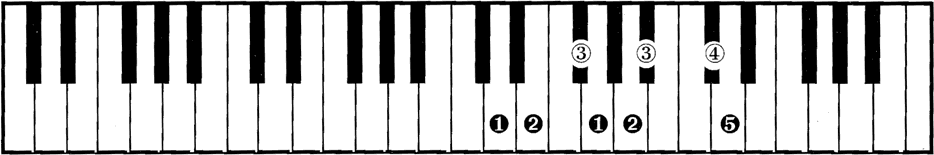 ③ ③ ④
❶ ❷ ❶ ❷ ❺